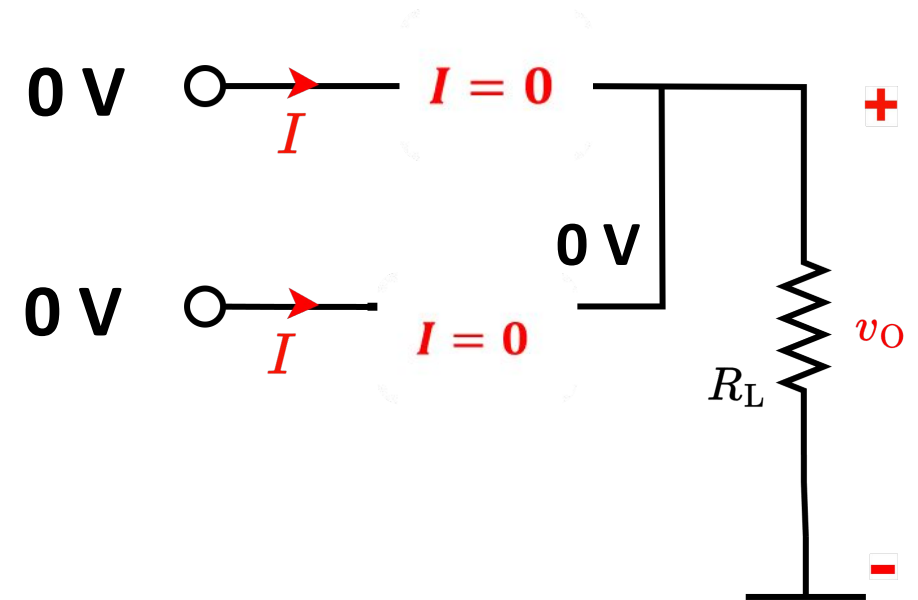 0 V
I
I = 0
+
0 V
0 V
I
I = 0
R_L
v_O
-